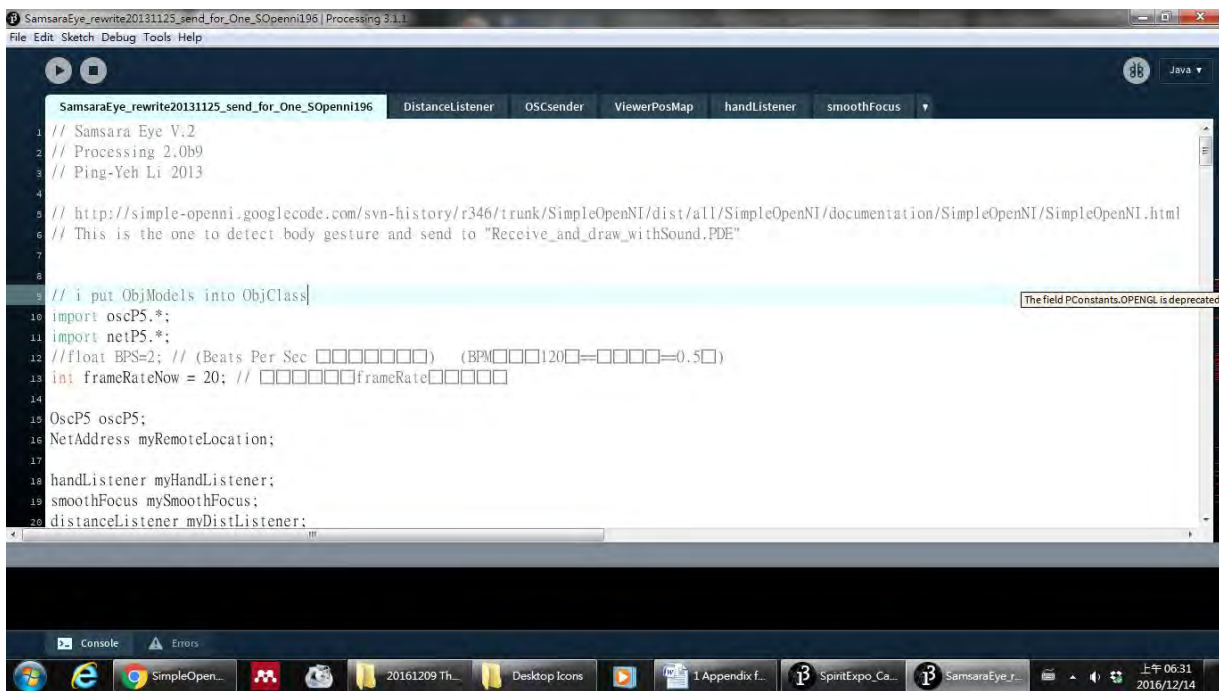 SamsaraEye_rewrite20131125_send_for_One_SOpenni196 | Processing 3.1.1
File Edit Sketch Debug Tools Help
Java ▾
SamsaraEye_rewrite20131125_send_for_One_SOpenni196 DistanceListener OSCsender ViewerPosMap handListener smoothFocus ▾
1 // Samsara Eye V.2
2 // Processing 2.0b9
3 // Ping-Yeh Li 2013
4
5 // http://simple-openni.googlecode.com/svn-history/r346/trunk/SimpleOpenNI/dist/all/SimpleOpenNI/documentation/SimpleOpenNI/SimpleOpenNI.html
6 // This is the one to detect body gesture and send to "Receive_and_draw_withSound.PDE"
7
8
9 // i put ObjModels into ObjClass
The field PConstants.OPENGL is deprecated
10 import oscP5.*;
11 import netP5.*;
12 //float BPS=2; // (Beats Per Sec □□□□□□□) (BPM□□□120□==□□□□==0.5□)
13 int frameRateNow = 20; // □□□□□□frameRate□□□□□
14
15 OscP5 oscP5;
16 NetAddress myRemoteLocation;
17
18 handListener myHandListener;
19 smoothFocus mySmoothFocus;
20 distanceListener myDistListener;
Console Errors
SimpleOpen... 20161209 Th... Desktop Icons 1 Appendix f... SpiritExpo_Ca... SamsaraEye_r... 上午 06:31
2016/12/14